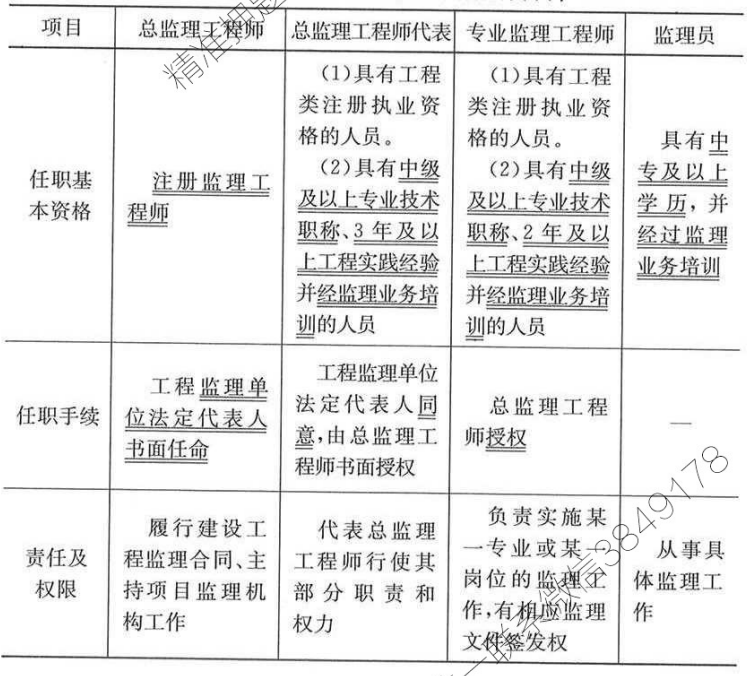 项目
总监理工程师
总监理工程师代表
专业监理工程师
监理员
任职基
本资格
注册监理工
程师
(1)具有工程
类注册执业资
格的人员。
(2)具有中级
及以上专业技术
职称、3 年及以
上工程实践经验
并经监理业务培
训的人员
(1)具有工程
类注册执业资
格的人员。
(2)具有中级
及以上专业技术
职称、2 年及以
上工程实践经验
并经监理业务培
训的人员
具有中
专及以上
学历，并
经过监理
业务培训
任职手续
工程监理单
位法定代表人
书面任命
工程监理单位
法定代表人同
意,由总监理工
程师书面授权
总监理工程
师授权
—
责任及
权限
履行建设工
程监理合同、主
持项目监理机
构工作
代表总监理
工程师行使其
部分职责和
权力
负责实施某
一专业或某一
岗位的监理工
作,有相应监理
文件签发权
从事具
体监理工
作
精准押题
一联系微信3849178